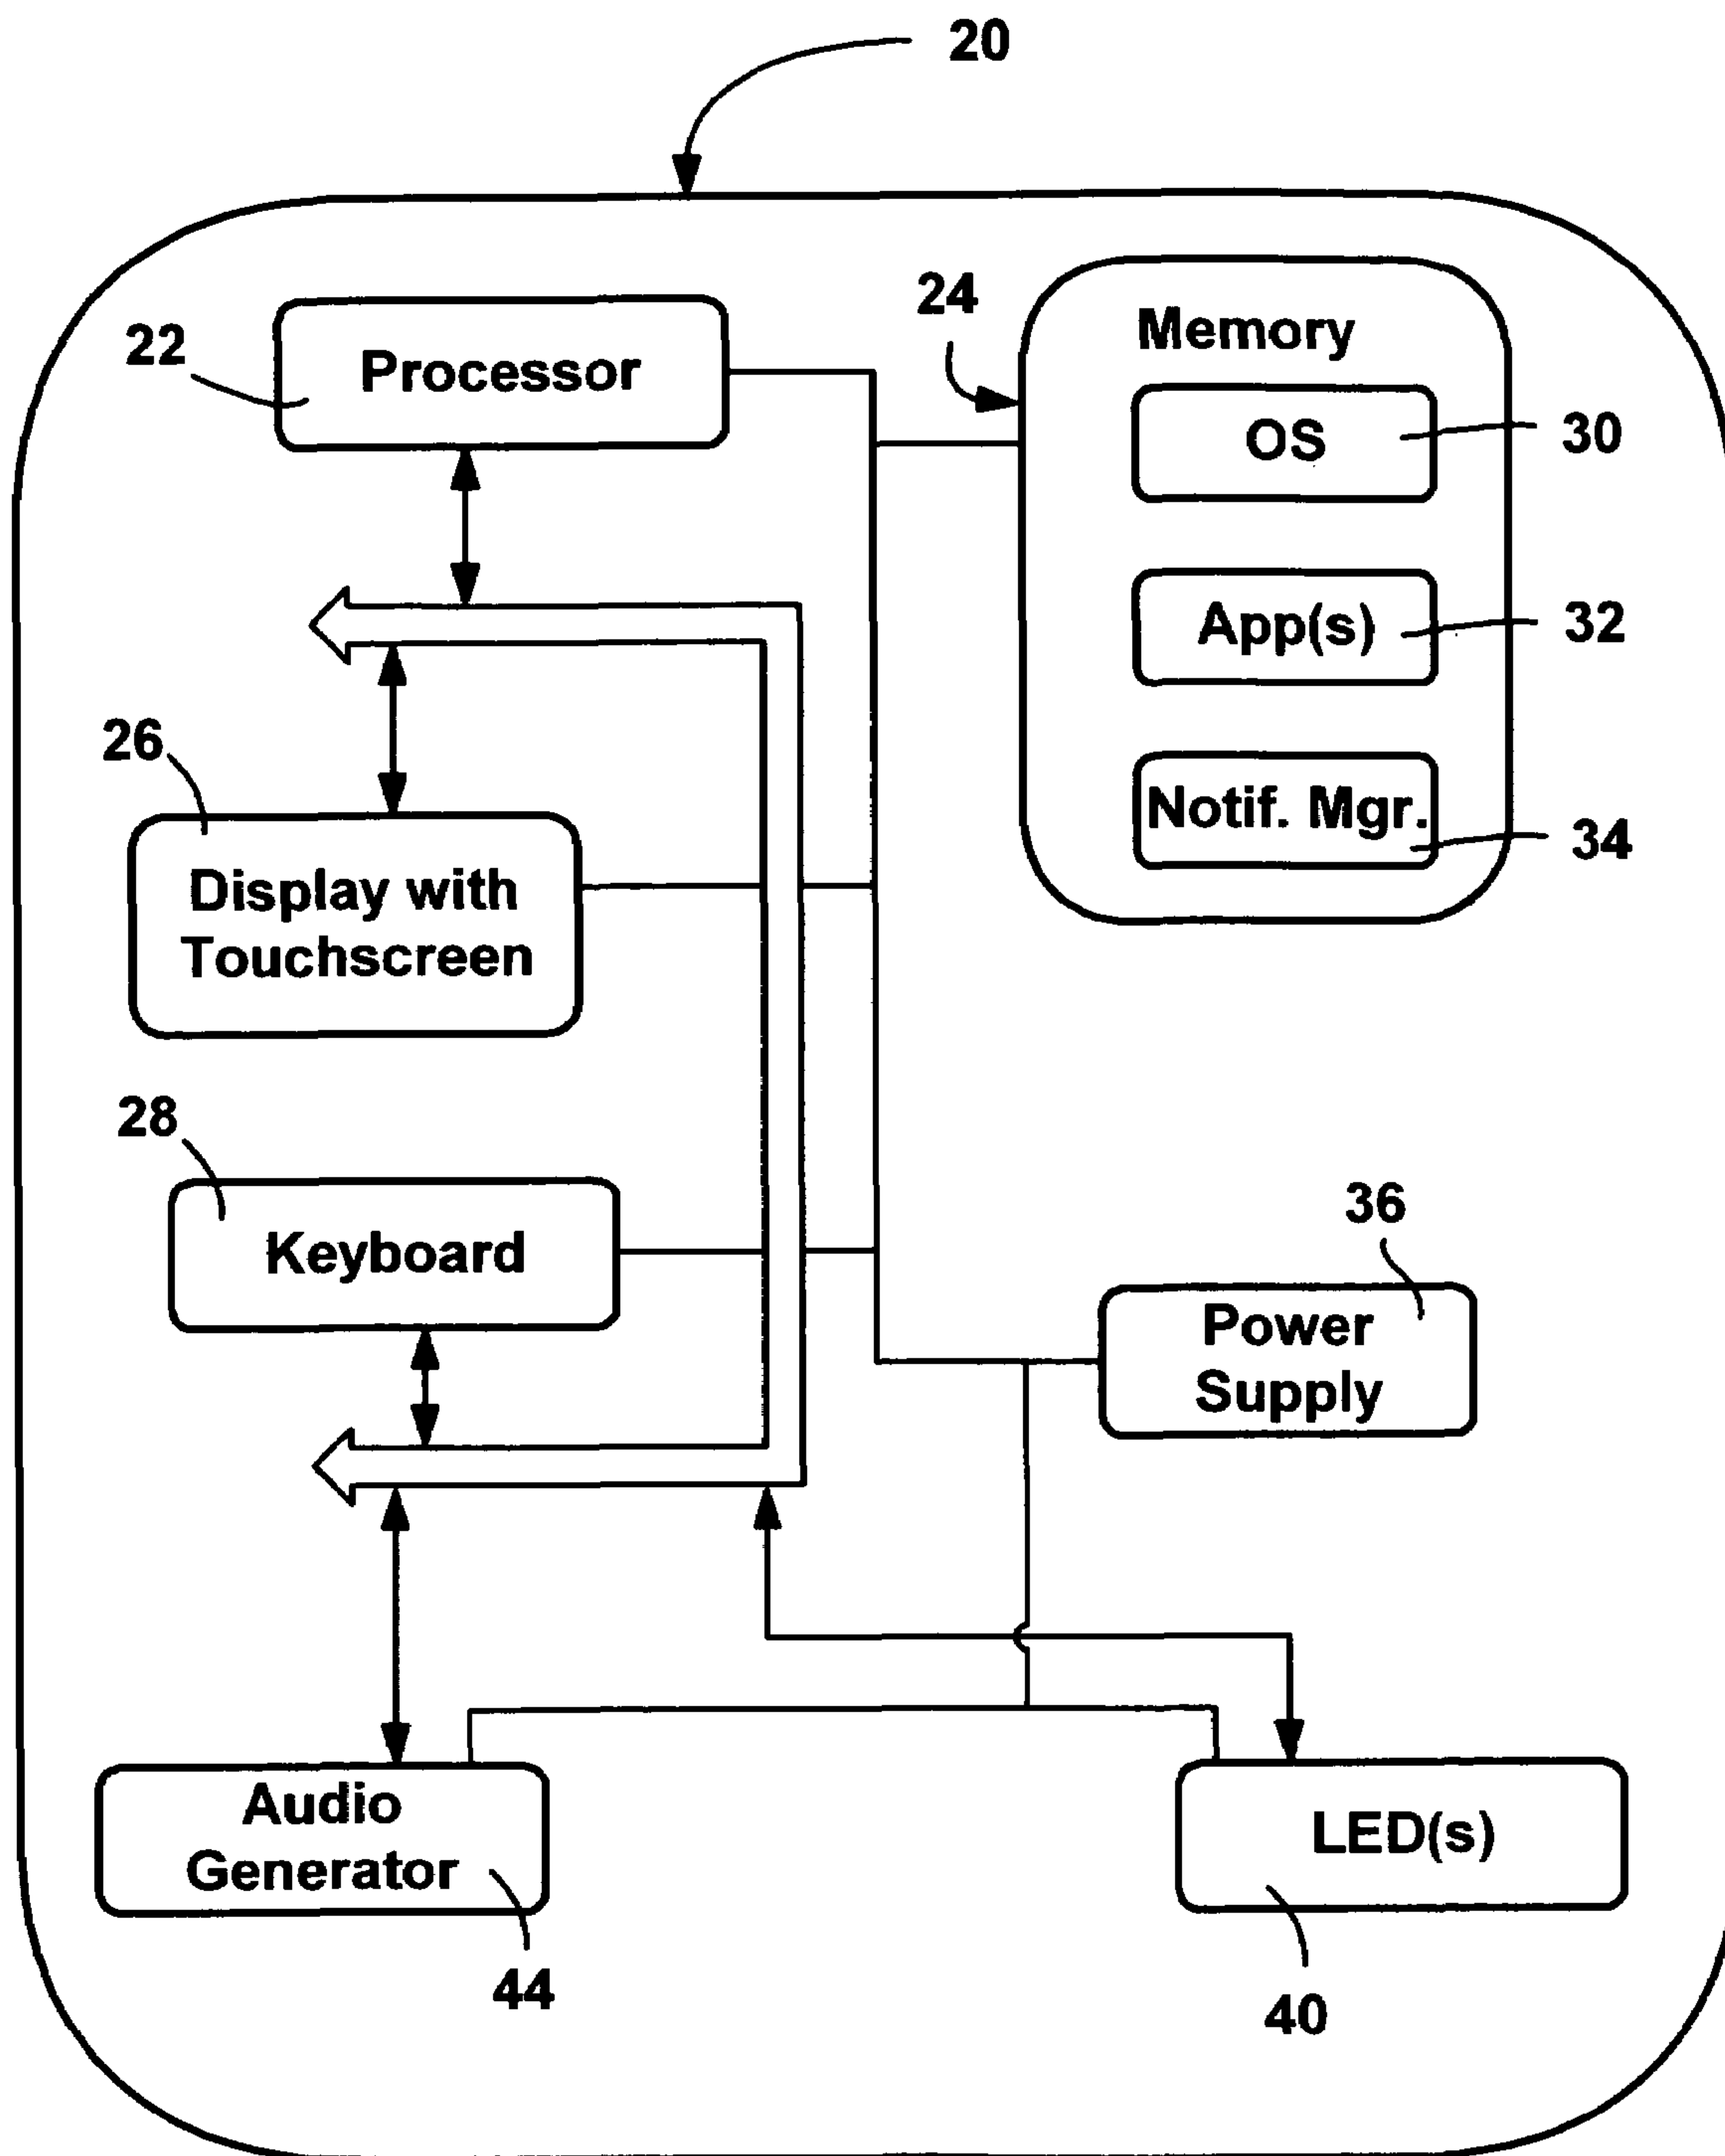 20
24
Memory
22
Processor
OS
30
App(s)
32
26
Notif. Mgr.
34
Display with
Touchscreen
28
Keyboard
36
Power
Supply
Audio
Generator
LED(s)
44
40